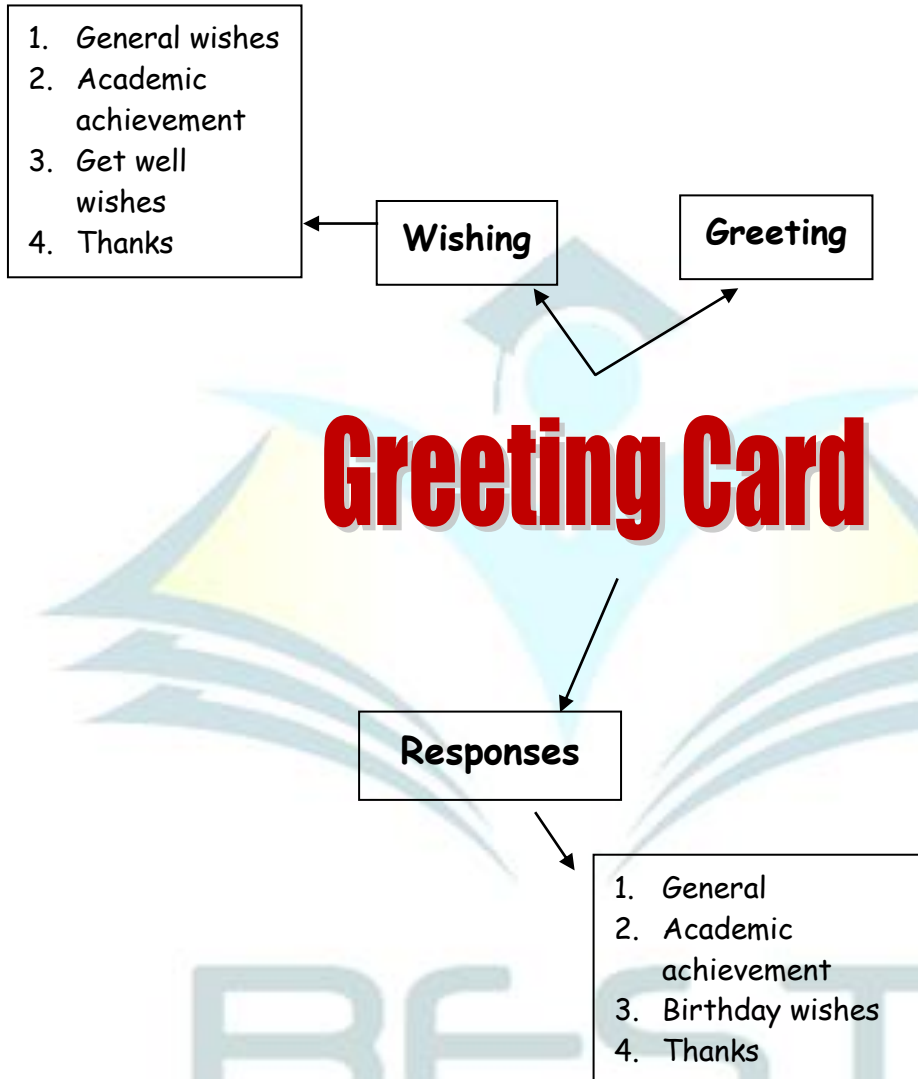 1. General wishes
2. Academic
achievement
3. Get well
wishes
4. Thanks
Wishing
Greeting
Greeting Card
Responses
1. General
2. Academic
achievement
3. Birthday wishes
4. Thanks
BEST